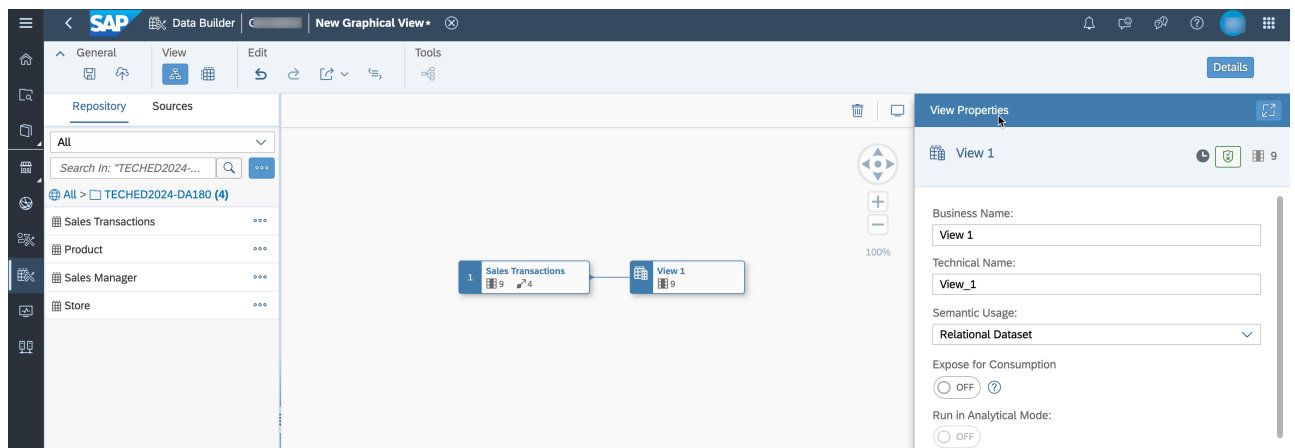 SAP Data Builder New Graphical View*
General View Edit Tools
Details
Repository Sources
All
Search In: "TECHED2024-...
All > TECHED2024-DA180 (4)
Sales Transactions
Product
Sales Manager
Store
100%
1 Sales Transactions
9 4
View 1
9
View Properties
View 1 9
Business Name:
View 1
Technical Name:
View_1
Semantic Usage:
Relational Dataset
Expose for Consumption
OFF
Run in Analytical Mode:
OFF